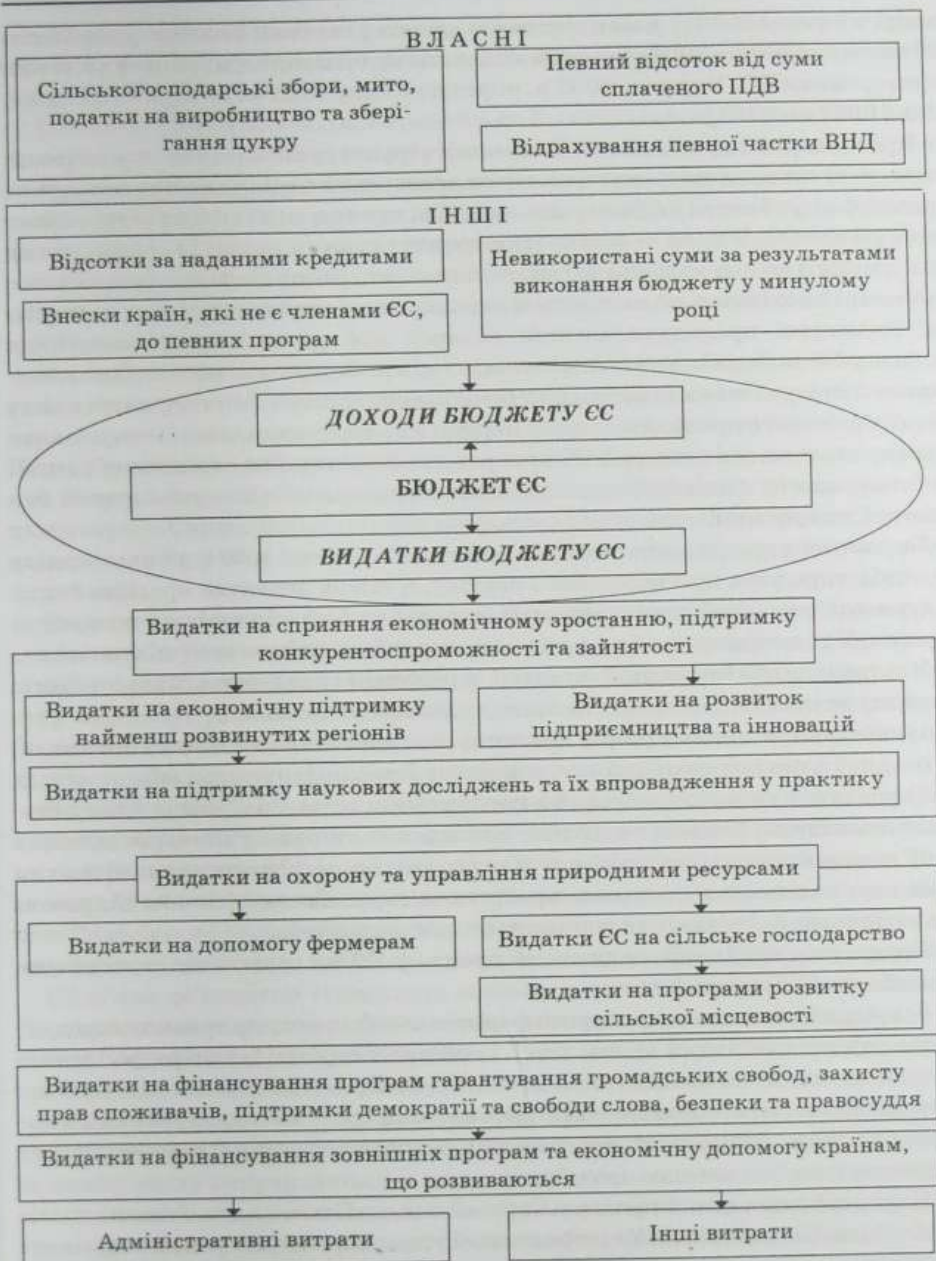 ВЛАСНІ
Сільськогосподарські збори, мито,
податки на виробництво та збері-
гання цукру
Певний відсоток від суми
сплаченого ПДВ
Відрахування певної частки ВНД
ІНШІ
Відсотки за наданими кредитами
Внески країн, які не є членами ЄС,
до певних програм
Невикористані суми за результатами
виконання бюджету у минулому
році
ДОХОДИ БЮДЖЕТУ ЄС
БЮДЖЕТ ЄС
ВИДАТКИ БЮДЖЕТУ ЄС
Видатки на сприяння економічному зростанню, підтримку
конкурентоспроможності та зайнятості
Видатки на економічну підтримку
найменш розвинутих регіонів
Видатки на розвиток
підприємництва та інновацій
Видатки на підтримку наукових досліджень та їх впровадження у практику
Видатки на охорону та управління природними ресурсами
Видатки на допомогу фермерам
Видатки ЄС на сільське господарство
Видатки на програми розвитку
сільської місцевості
Видатки на фінансування програм гарантування громадських свобод, захисту
прав споживачів, підтримки демократії та свободи слова, безпеки та правосуддя
Видатки на фінансування зовнішніх програм та економічну допомогу країнам,
що розвиваються
Адміністративні витрати
Інші витрати